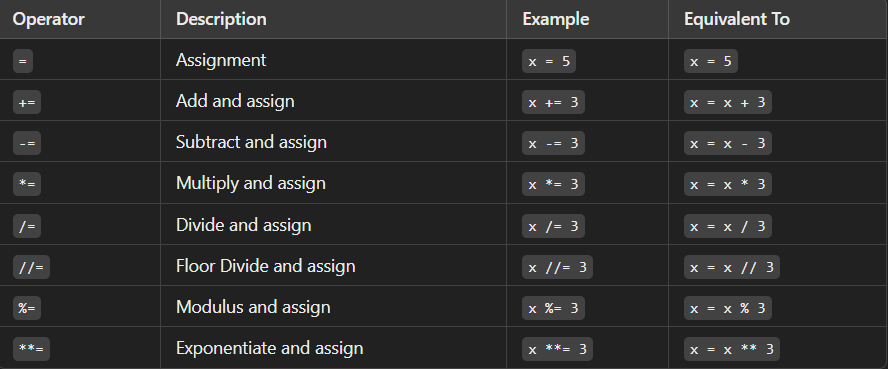 Operator Description Example Equivalent To
= Assignment x = 5 x = 5
+= Add and assign x += 3 x = x + 3
-= Subtract and assign x -= 3 x = x - 3
*= Multiply and assign x *= 3 x = x * 3
/= Divide and assign x /= 3 x = x / 3
//= Floor Divide and assign x //= 3 x = x // 3
%= Modulus and assign x %= 3 x = x % 3
**= Exponentiate and assign x **= 3 x = x ** 3